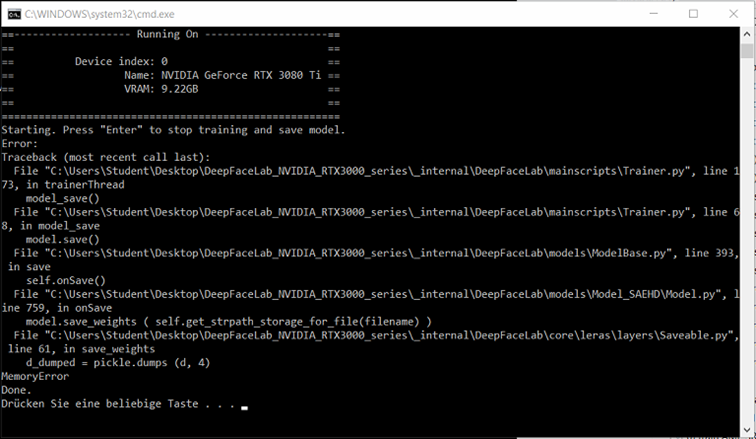 C:\WINDOWS\system32\cmd.exe
==------------------- Running On --------------------==
== ==
== Device index: 0 ==
== Name: NVIDIA GeForce RTX 3080 Ti ==
== VRAM: 9.22GB ==
== ==
=======================================================
Starting. Press "Enter" to stop training and save model.
Error:
Traceback (most recent call last):
File "C:\Users\Student\Desktop\DeepFaceLab_NVIDIA_RTX3000_series\_internal\DeepFaceLab\mainscripts\Trainer.py", line 1
73, in trainerThread
model_save()
File "C:\Users\Student\Desktop\DeepFaceLab_NVIDIA_RTX3000_series\_internal\DeepFaceLab\mainscripts\Trainer.py", line 6
8, in model_save
model.save()
File "C:\Users\Student\Desktop\DeepFaceLab_NVIDIA_RTX3000_series\_internal\DeepFaceLab\models\ModelBase.py", line 393,
in save
self.onSave()
File "C:\Users\Student\Desktop\DeepFaceLab_NVIDIA_RTX3000_series\_internal\DeepFaceLab\models\Model_SAEHD\Model.py", l
ine 759, in onSave
model.save_weights ( self.get_strpath_storage_for_file(filename) )
File "C:\Users\Student\Desktop\DeepFaceLab_NVIDIA_RTX3000_series\_internal\DeepFaceLab\core\leras\layers\Saveable.py",
line 61, in save_weights
d_dumped = pickle.dumps (d, 4)
MemoryError
Done.
Drücken Sie eine beliebige Taste . . .